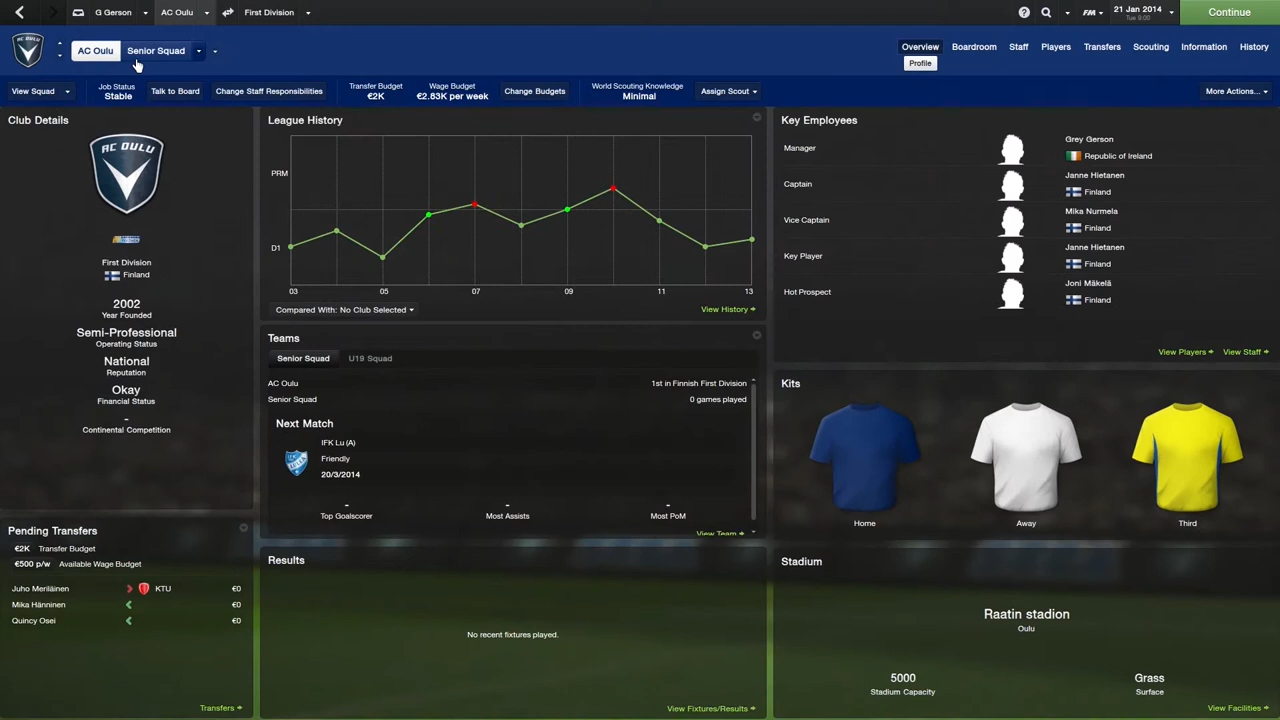 G Gerson
AC Oulu
First Division
FM
21 Jan 2014
Tue 9:00
Continue
AC Oulu
Senior Squad
Overview
Boardroom
Staff
Players
Transfers
Scouting
Information
History
Profile
View Squad
Job Status
Stable
Talk to Board
Change Staff Responsibilities
Transfer Budget
€2K
Wage Budget
€2.83K per week
Change Budgets
World Scouting Knowledge
Minimal
Assign Scout
More Actions...
Club Details
AC OULU
First Division
Finland
2002
Year Founded
Semi-Professional
Operating Status
National
Reputation
Okay
Financial Status
-
Continental Competition
Pending Transfers
€2K Transfer Budget
€500 p/w Available Wage Budget
Juho Meriläinen KTU €0
Mika Hänninen €0
Quincy Osei €0
Transfers
League History
PRM
D1
03 05 07 09 11 13
Compared With: No Club Selected
View History
Teams
Senior Squad U19 Squad
AC Oulu 1st in Finnish First Division
Senior Squad 0 games played
Next Match
IFK Lu (A)
Friendly
20/3/2014
- - -
Top Goalscorer Most Assists Most PoM
View Team
Results
No recent fixtures played.
View Fixtures/Results
Key Employees
Manager Grey Gerson
Republic of Ireland
Captain Janne Hietanen
Finland
Vice Captain Mika Nurmela
Finland
Key Player Janne Hietanen
Finland
Hot Prospect Joni Mäkelä
Finland
View Players View Staff
Kits
Home Away Third
Stadium
Raatin stadion
Oulu
5000
Stadium Capacity
Grass
Surface
View Facilities